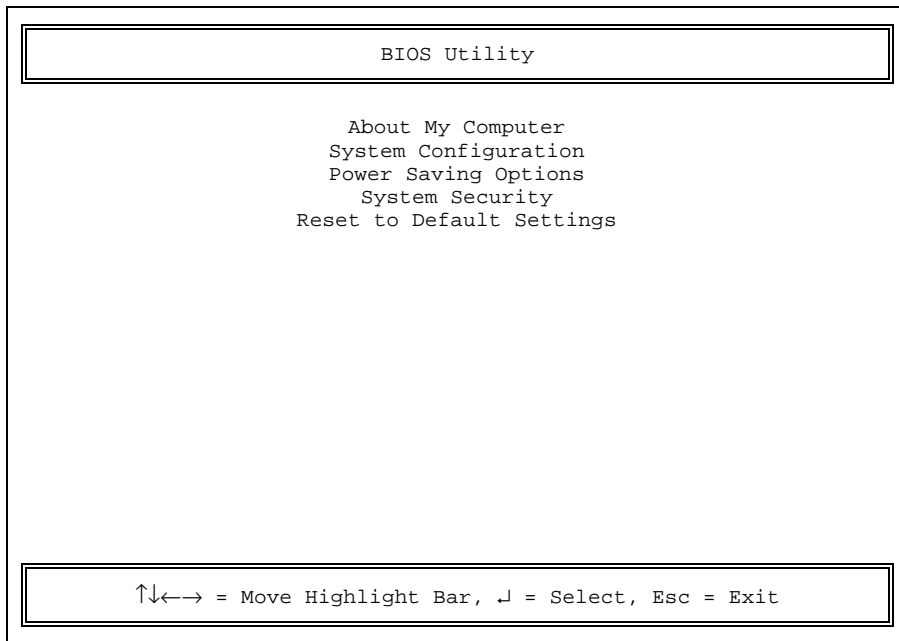 BIOS Utility
About My Computer
System Configuration
Power Saving Options
System Security
Reset to Default Settings
↑↓←→ = Move Highlight Bar, ↵ = Select, Esc = Exit